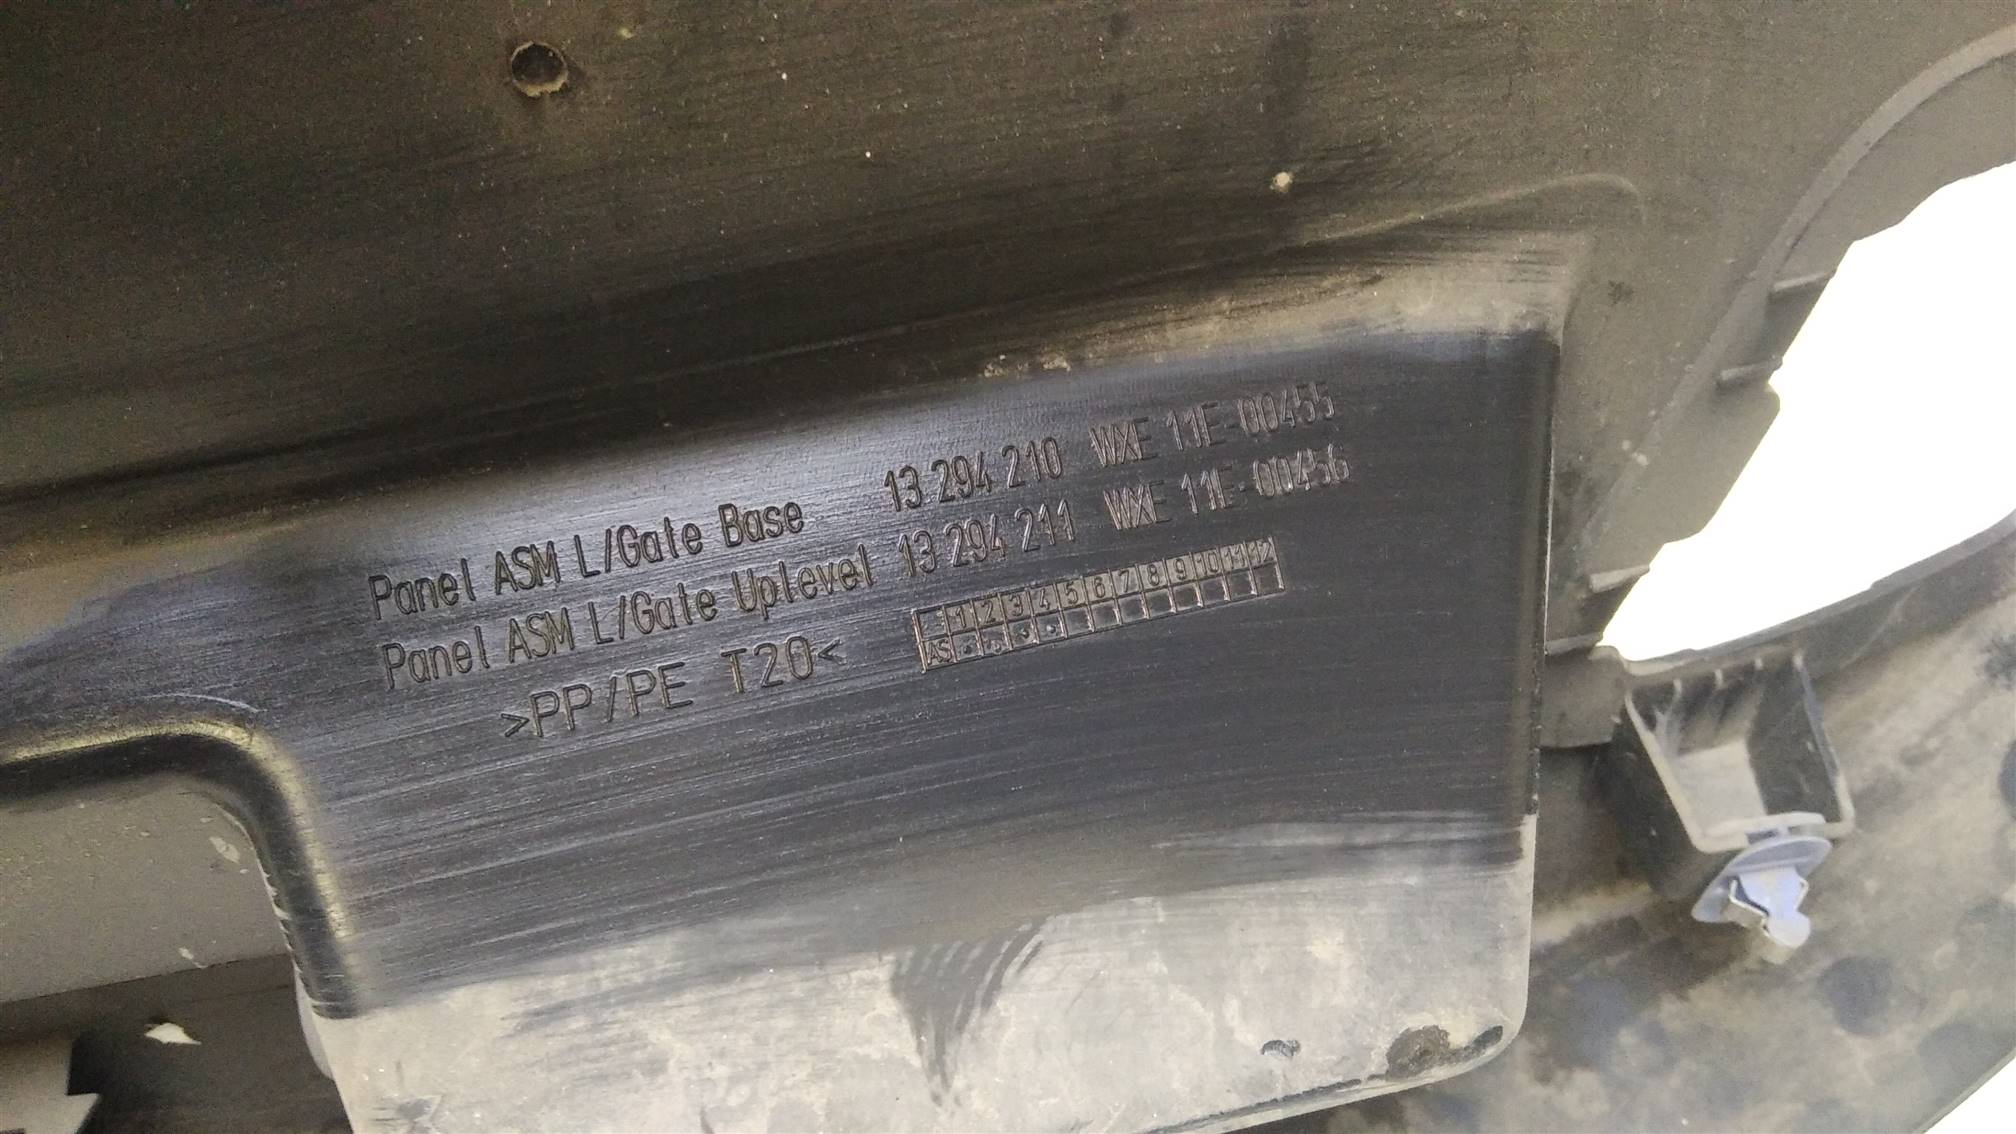 Panel ASM L/Gate Base 13 294 210 WXE 11E-00455
Panel ASM L/Gate Uplevel 13 294 211 WXE 11E-00456
>PP/PE T20<
1 2 3 4 5 6 7 8 9 10 11 12
AS